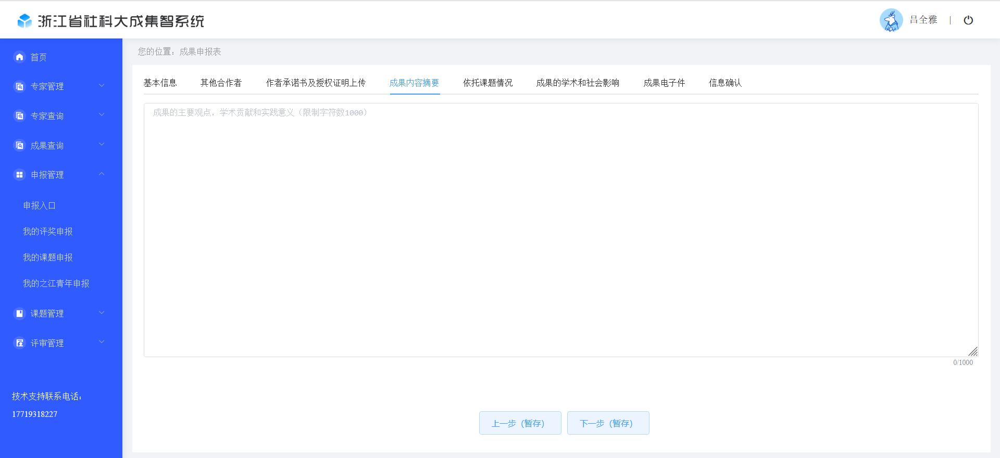 浙江省社科大成集智系统
吕全雅
首页
专家管理
专家查询
成果查询
申报管理
申报入口
我的评奖申报
我的课题申报
我的之江青年申报
课题管理
评审管理
技术支持联系电话：
17719318227
您的位置：成果申报表
基本信息 其他合作者 作者承诺书及授权证明上传 成果内容摘要 依托课题情况 成果的学术和社会影响 成果电子件 信息确认
成果的主要观点，学术贡献和实践意义（限制字符数1000）
0/1000
上一步（暂存） 下一步（暂存）